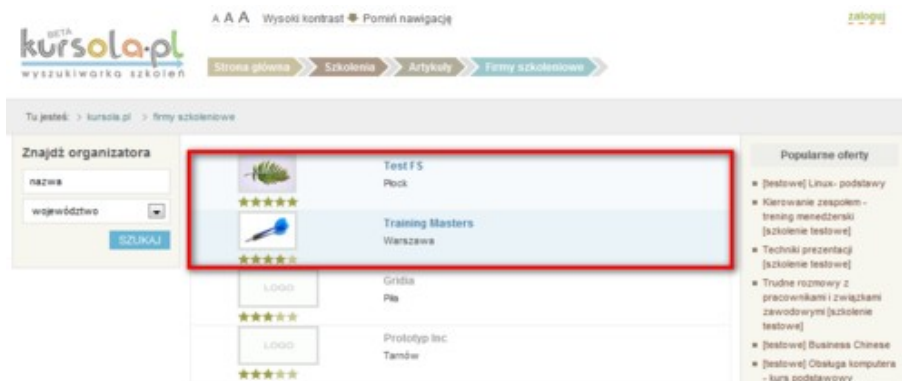 A A A Wysoki kontrast Pomiń nawigację
zaloguj
BETA
kursola.pl
wyszukiwarka szkoleń
Strona główna Szkolenia Artykuły Firmy szkoleniowe
Tu jesteś: > kursola.pl > firmy szkoleniowe
Znajdź organizatora
nazwa
województwo
SZUKAJ
Test FS
Płock
Training Masters
Warszawa
LOGO
Gridia
Piła
LOGO
Prototyp Inc
Tarnów
Popularne oferty
[testowe] Linux- podstawy
Kierowanie zespołem -
trening menedżerski
[szkolenie testowe]
Techniki prezentacji
[szkolenie testowe]
Trudne rozmowy z
pracownikami i związkami
zawodowymi [szkolenie
testowe]
[testowe] Business Chinese
[testowe] Obsługa komputera
- kurs podstawowy